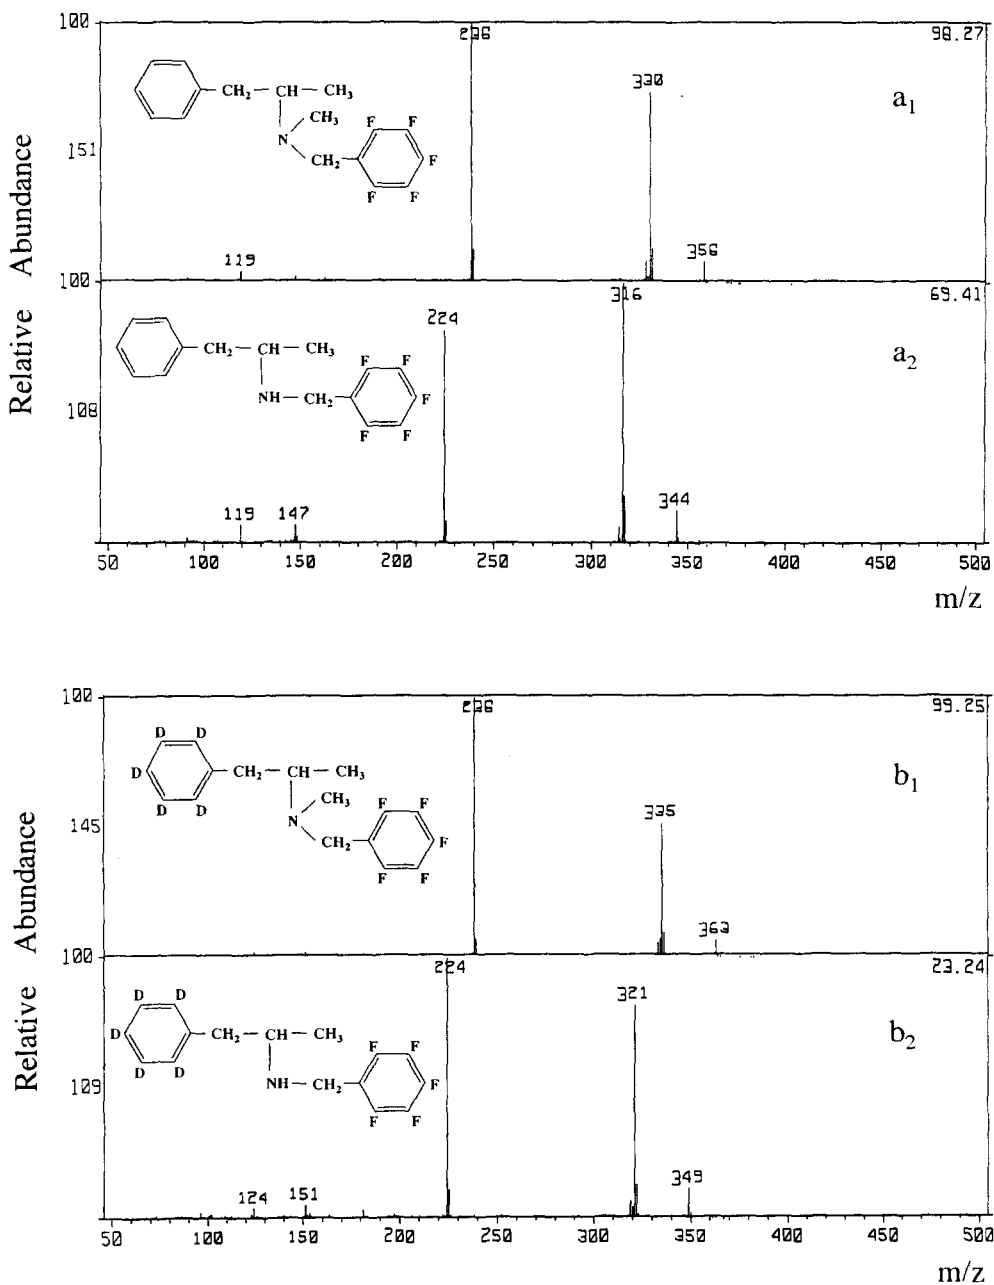 100
236
98.27
CH2
CH
CH3
330
a1
CH3
F
F
N
F
CH2
F
F
151
119
356
100
316
69.41
224
a2
CH2
CH
CH3
F
F
NH
CH2
F
F
F
108
119
147
344
50 100 150 200 250 300 350 400 450 500
m/z
Relative Abundance
100
99.25
D
D
D
CH2
CH
CH3
b1
CH3
F
F
D
D
N
CH2
F
F
F
335
145
363
100
224
23.24
D
D
D
CH2
CH
CH3
321
b2
F
F
D
D
NH
CH2
F
F
F
109
124
151
349
50 100 150 200 250 300 350 400 450 500
m/z
Relative Abundance